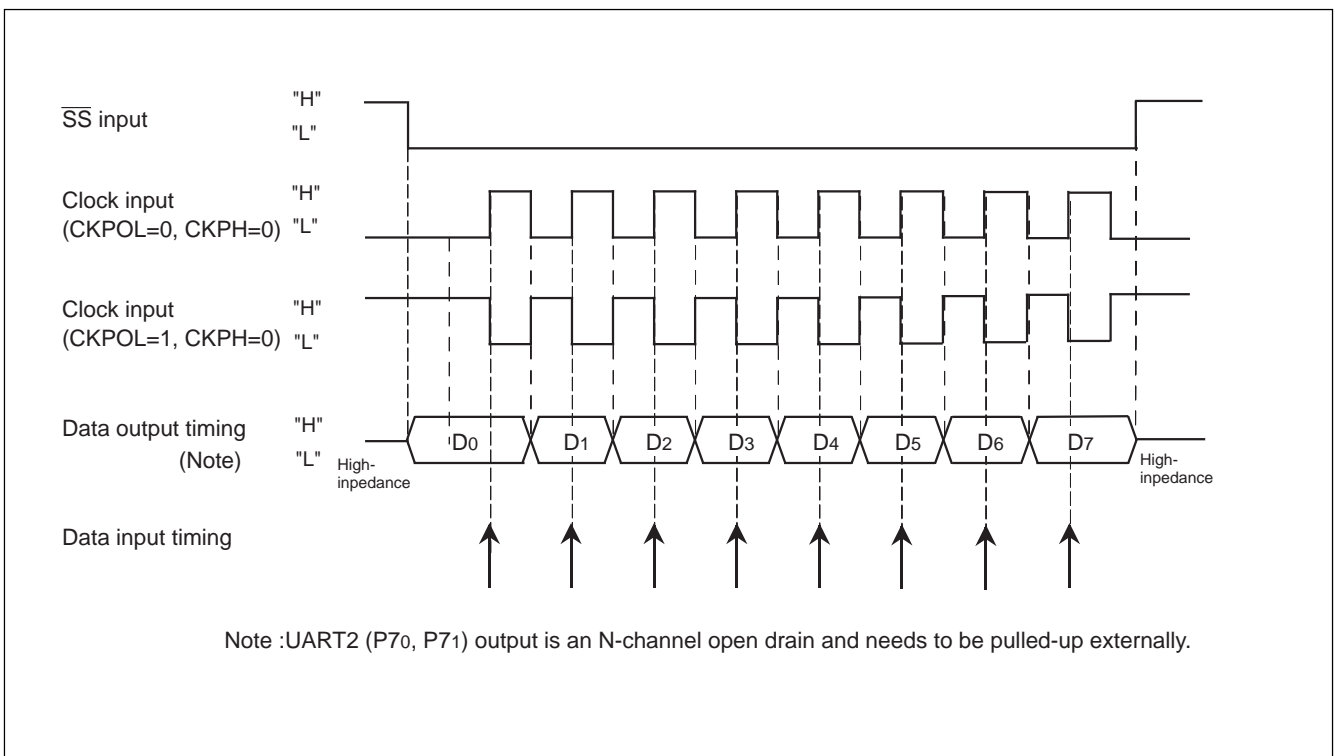 "H"
SS input
"L"
Clock input "H"
(CKPOL=0, CKPH=0) "L"
Clock input "H"
(CKPOL=1, CKPH=0) "L"
Data output timing "H"
(Note) "L"
High-
inpedance
D0 D1 D2 D3 D4 D5 D6 D7
High-
inpedance
Data input timing
Note :UART2 (P70, P71) output is an N-channel open drain and needs to be pulled-up externally.